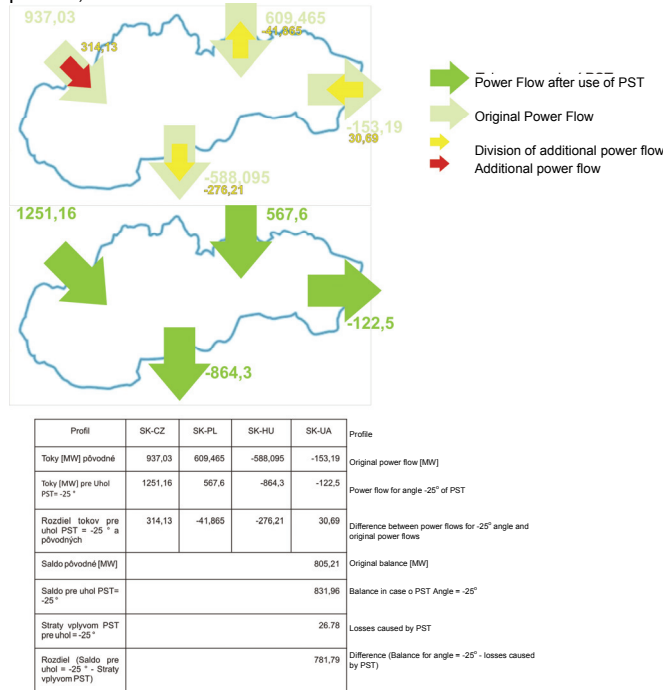 937,03
609,465
-41,865
314,13
-153,19
30,69
-588,095
-276,21
Power Flow after use of PST
Original Power Flow
Division of additional power flow
Additional power flow
1251,16
567,6
-122,5
-864,3
Profil SK-CZ SK-PL SK-HU SK-UA Profile
Toky [MW] pôvodné 937,03 609,465 -588,095 -153,19 Original power flow [MW]
Toky [MW] pre Uhol
PST= -25 ° 1251,16 567,6 -864,3 -122,5 Power flow for angle -25° of PST
Rozdiel tokov pre
uhol PST = -25 ° a
pôvodných 314,13 -41,865 -276,21 30,69 Difference between power flows for -25° angle and
original power flows
Saldo pôvodné [MW] 805,21 Original balance [MW]
Saldo pre uhol PST=
-25 ° 831,96 Balance in case o PST Angle = -25°
Straty vplyvom PST
pre uhol = -25 ° 26.78 Losses caused by PST
Rozdiel (Saldo pre
uhol = -25 ° - Straty
vplyvom PST) 781,79 Difference (Balance for angle = -25° - losses caused
by PST)